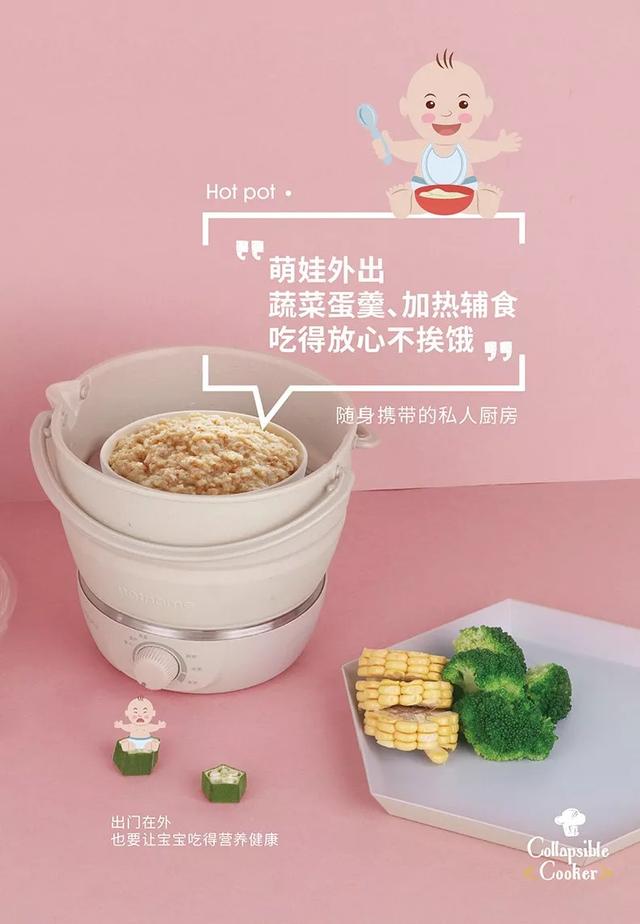 Hot pot •
萌娃外出
蔬菜蛋羹、加热辅食
吃得放心不挨饿
随身携带的私人厨房
出门在外
也要让宝宝吃得营养健康
Collapsible
Cooker